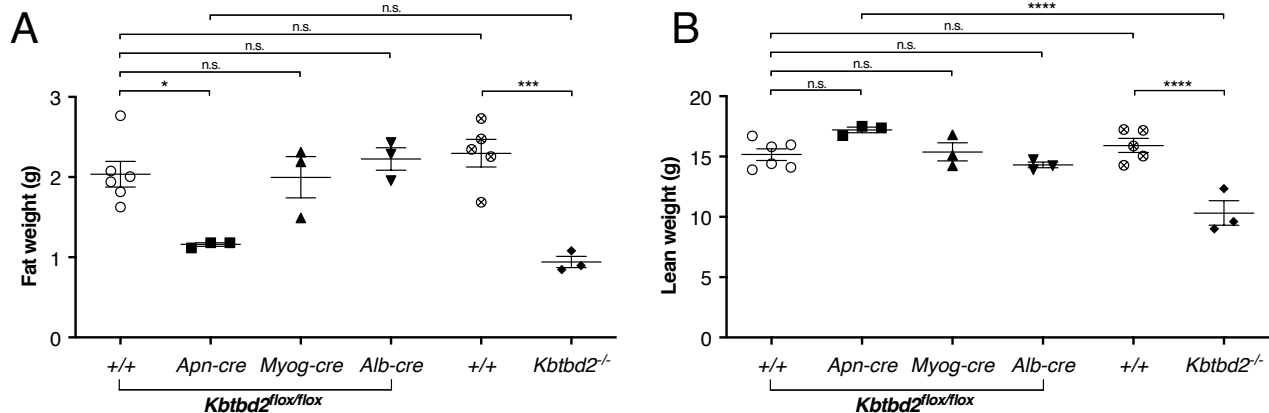 A
n.s.
n.s.
n.s.
n.s.
*
***
3
2
1
0
Fat weight (g)
+/+ Apn-cre Myog-cre Alb-cre +/+ Kbtbd2-/-
Kbtbd2flox/flox
B
****
n.s.
n.s.
n.s.
n.s.
****
20
15
10
5
0
Lean weight (g)
+/+ Apn-cre Myog-cre Alb-cre +/+ Kbtbd2-/-
Kbtbd2flox/flox